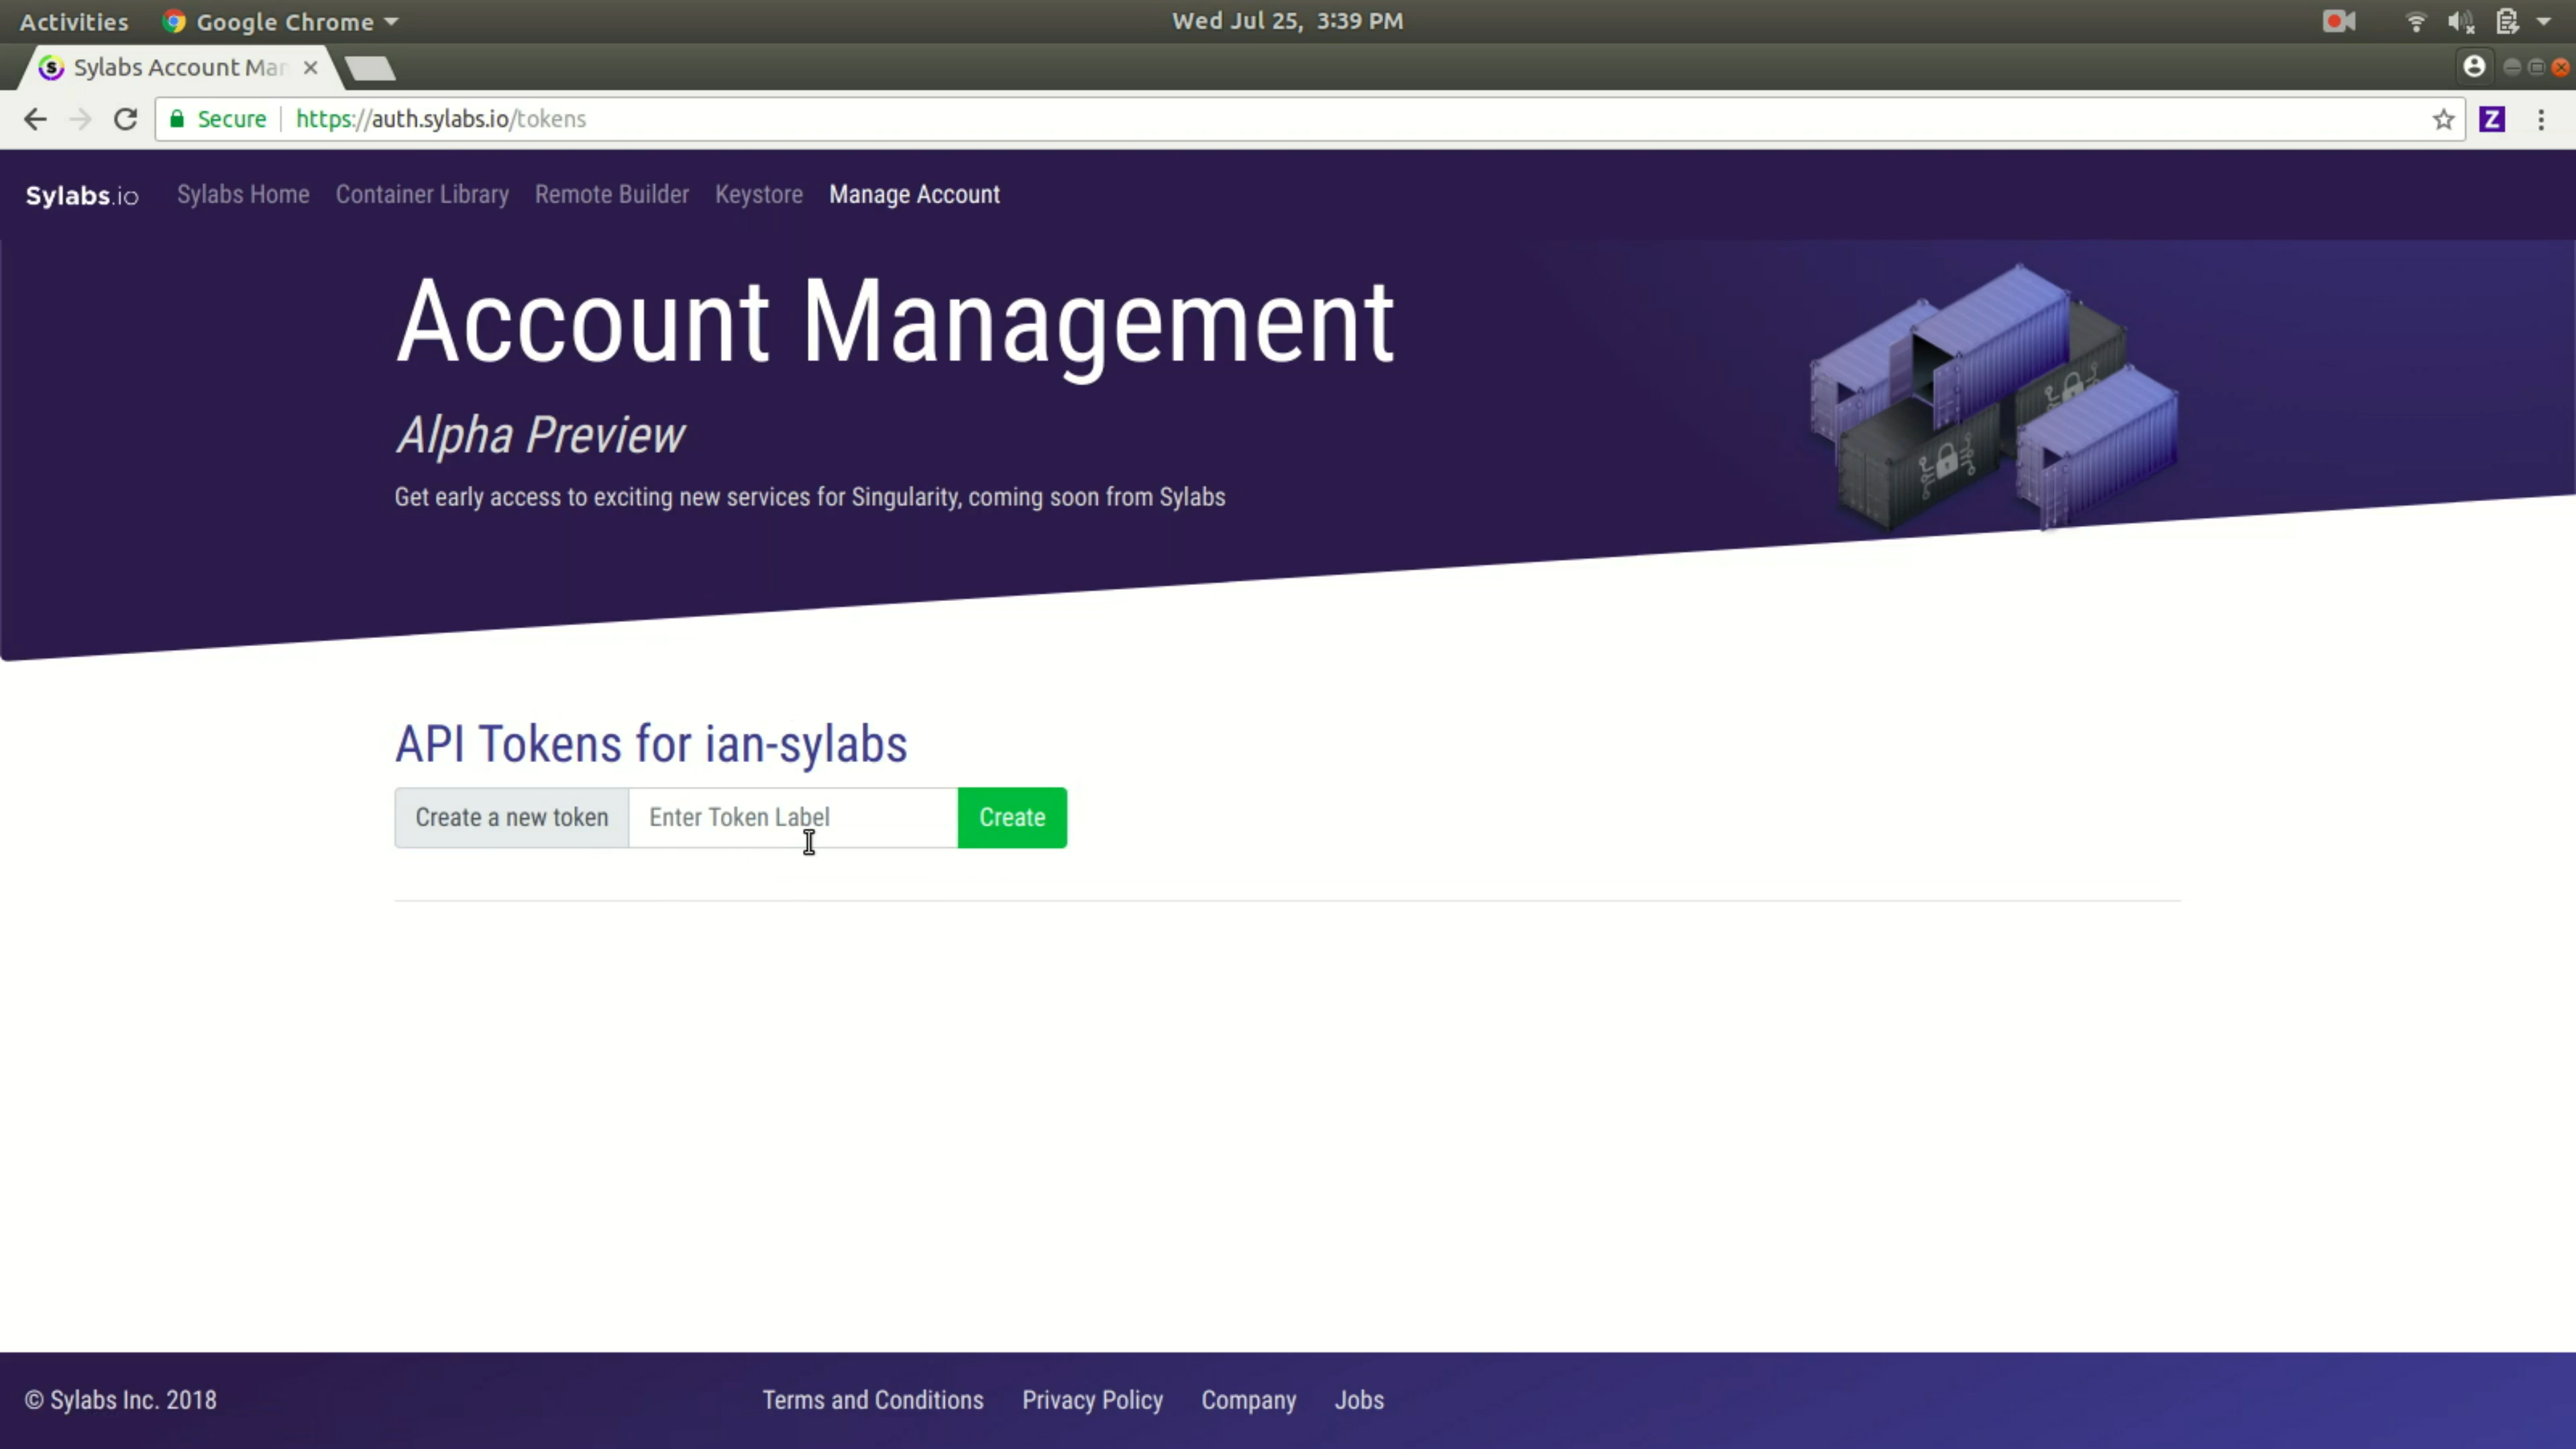 Activities Google Chrome Wed Jul 25, 3:39 PM
Sylabs Account Mar
Secure https://auth.sylabs.io/tokens Z
Sylabs.io Sylabs Home Container Library Remote Builder Keystore Manage Account
Account Management
Alpha Preview
Get early access to exciting new services for Singularity, coming soon from Sylabs
API Tokens for ian-sylabs
Create a new token Enter Token Label Create
© Sylabs Inc. 2018 Terms and Conditions Privacy Policy Company Jobs